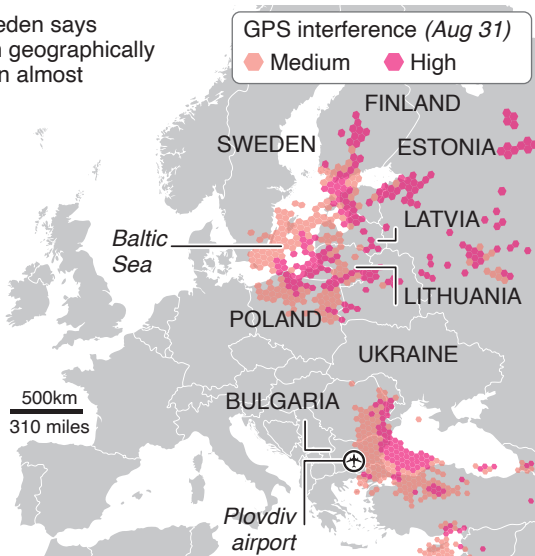 eden says
geographically
n almost
GPS interference (Aug 31)
Medium
High
FINLAND
SWEDEN
ESTONIA
LATVIA
Baltic
Sea
LITHUANIA
POLAND
UKRAINE
500km
310 miles
BULGARIA
Plovdiv
airport